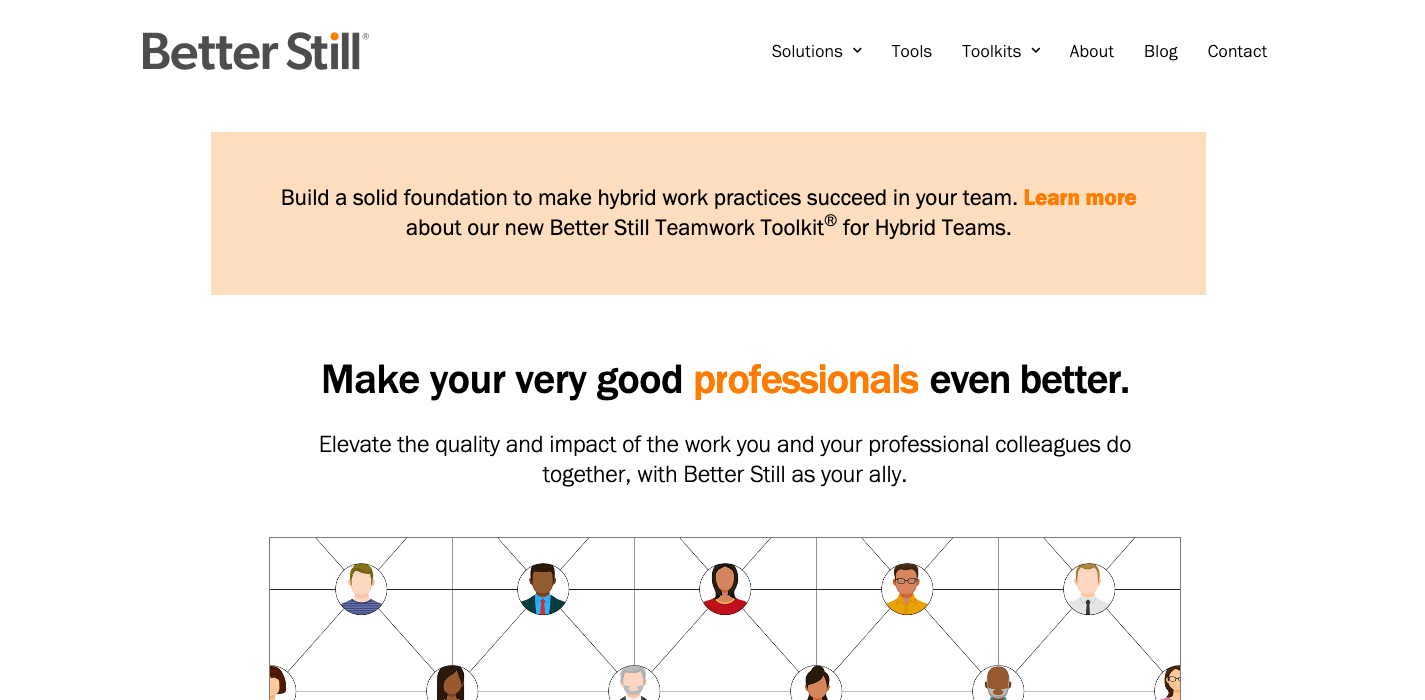 Better Still®
Solutions
Tools
Toolkits
About
Blog
Contact
Build a solid foundation to make hybrid work practices succeed in your team. Learn more
about our new Better Still Teamwork Toolkit® for Hybrid Teams.
Make your very good professionals even better.
Elevate the quality and impact of the work you and your professional colleagues do
together, with Better Still as your ally.